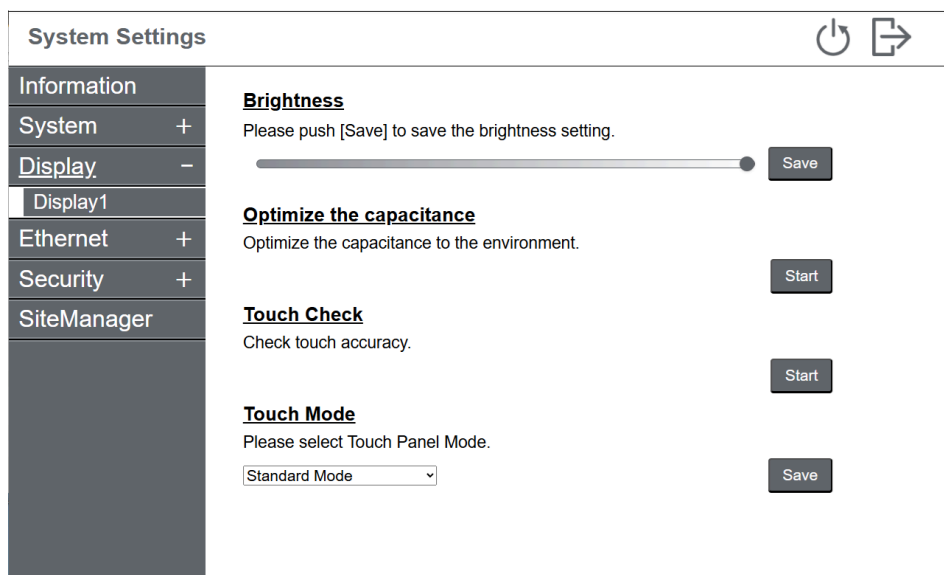 System Settings
Information
System +
Display -
Display1
Ethernet +
Security +
SiteManager
Brightness
Please push [Save] to save the brightness setting.
Save
Optimize the capacitance
Optimize the capacitance to the environment.
Start
Touch Check
Check touch accuracy.
Start
Touch Mode
Please select Touch Panel Mode.
Standard Mode
Save